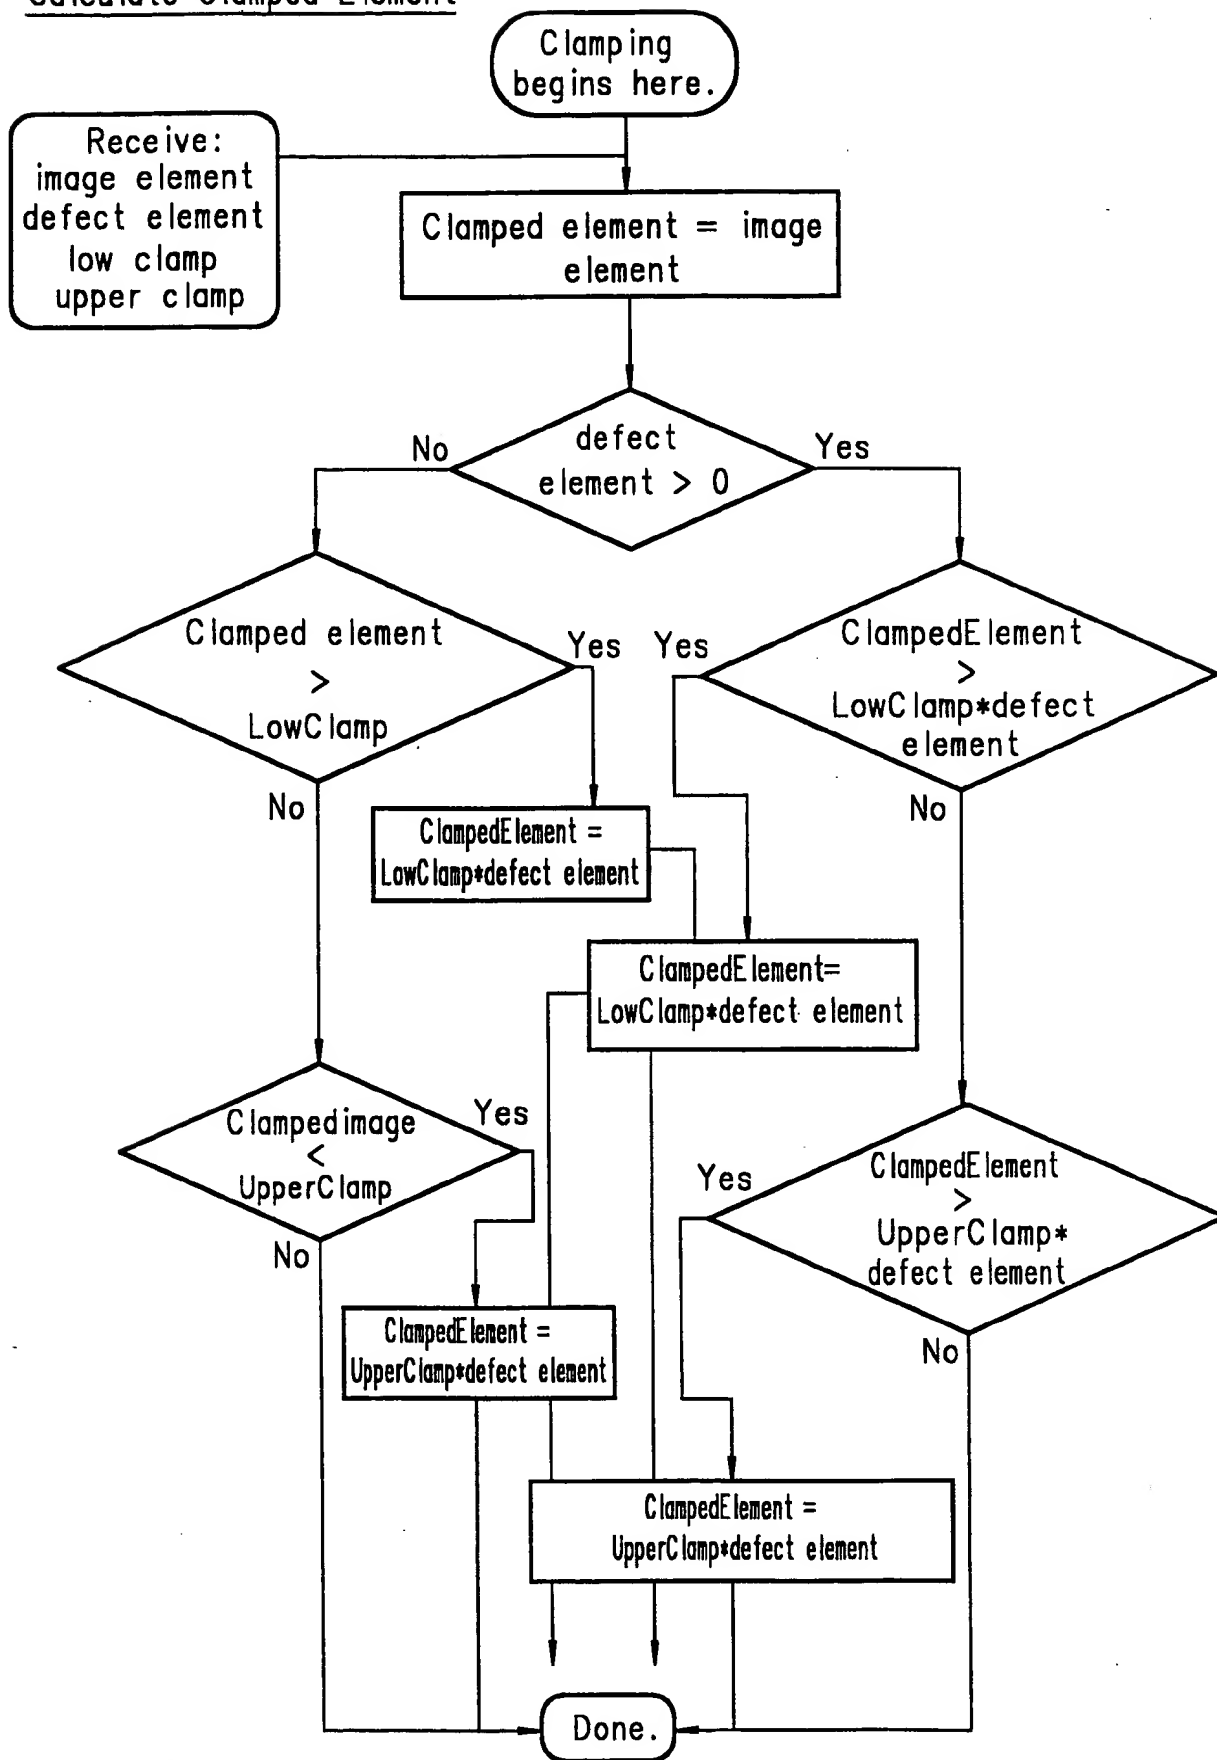 Calculate Clamped Element
Clamping
begins here.
Receive:
image element
defect element
low clamp
upper clamp
Clamped element = image
element
defect
element > 0
No
Yes
Clamped element
>
LowClamp
Yes
No
Yes
ClampedElement
>
LowClamp*defect
element
No
ClampedElement =
LowClamp*defect element
ClampedElement=
LowClamp*defect element
Clampedimage
<
UpperClamp
Yes
No
Yes
ClampedElement
>
UpperClamp*
defect element
No
ClampedElement =
UpperClamp*defect element
ClampedElement =
UpperClamp*defect element
Done.